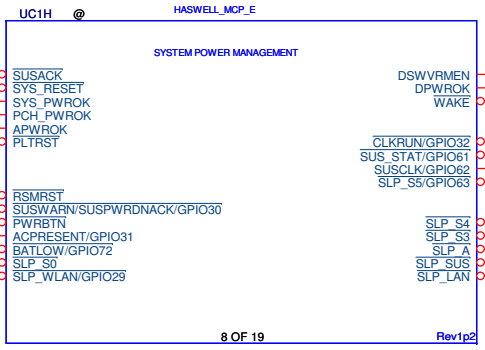 UC1H @ HASWELL_MCP_E
SYSTEM POWER MANAGEMENT
SUSACK
SYS_RESET
SYS_PWROK
PCH_PWROK
APWROK
PLTRST
RSMRST
SUSWARN/SUSPWRDNACK/GPIO30
PWRBTN
ACPRESENT/GPIO31
BATLOW/GPIO72
SLP_S0
SLP_WLAN/GPIO29
DSWVRMEN
DPWROK
WAKE
CLKRUN/GPIO32
SUS_STAT/GPIO61
SUSCLK/GPIO62
SLP_S5/GPIO63
SLP_S4
SLP_S3
SLP_A
SLP_SUS
SLP_LAN
8 OF 19
Rev1p2